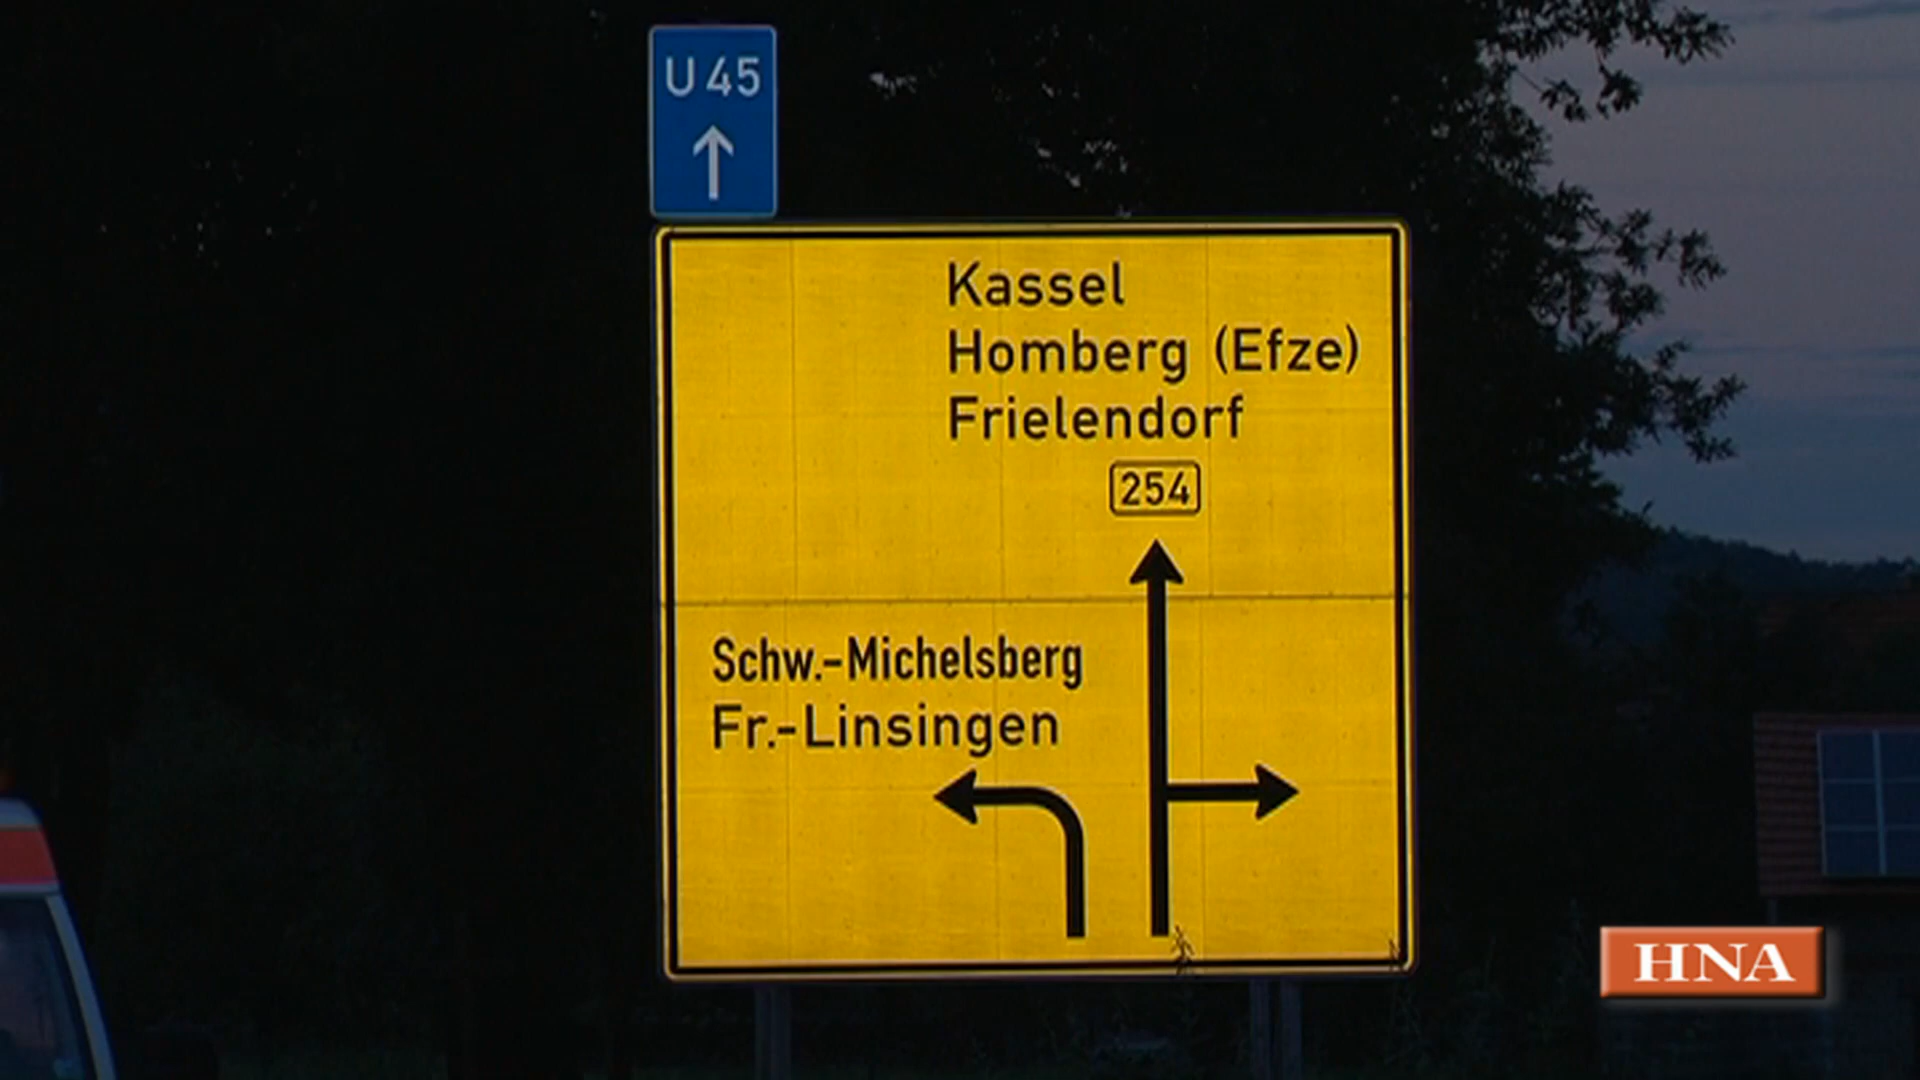 U 45
Kassel
Homberg (Efze)
Frielendorf
254
Schw.-Michelsberg
Fr.-Linsingen
HNA